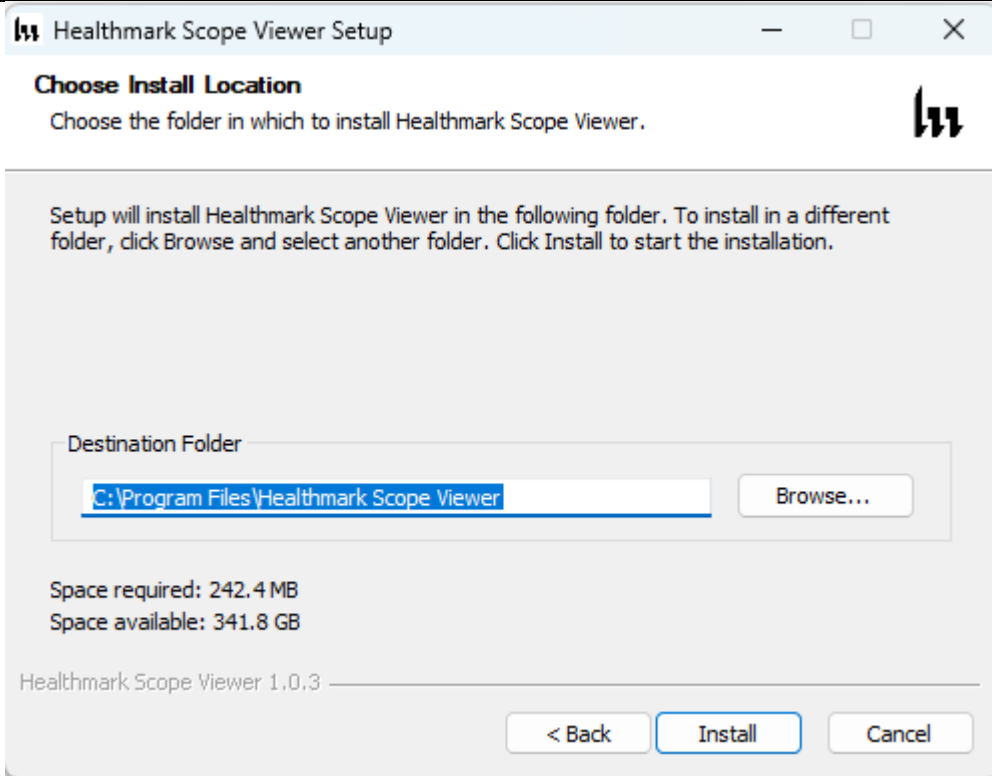 Healthmark Scope Viewer Setup
Choose Install Location
Choose the folder in which to install Healthmark Scope Viewer.
Setup will install Healthmark Scope Viewer in the following folder. To install in a different
folder, click Browse and select another folder. Click Install to start the installation.
Destination Folder
C:\Program Files\Healthmark Scope Viewer
Browse...
Space required: 242.4 MB
Space available: 341.8 GB
Healthmark Scope Viewer 1.0.3
< Back Install Cancel